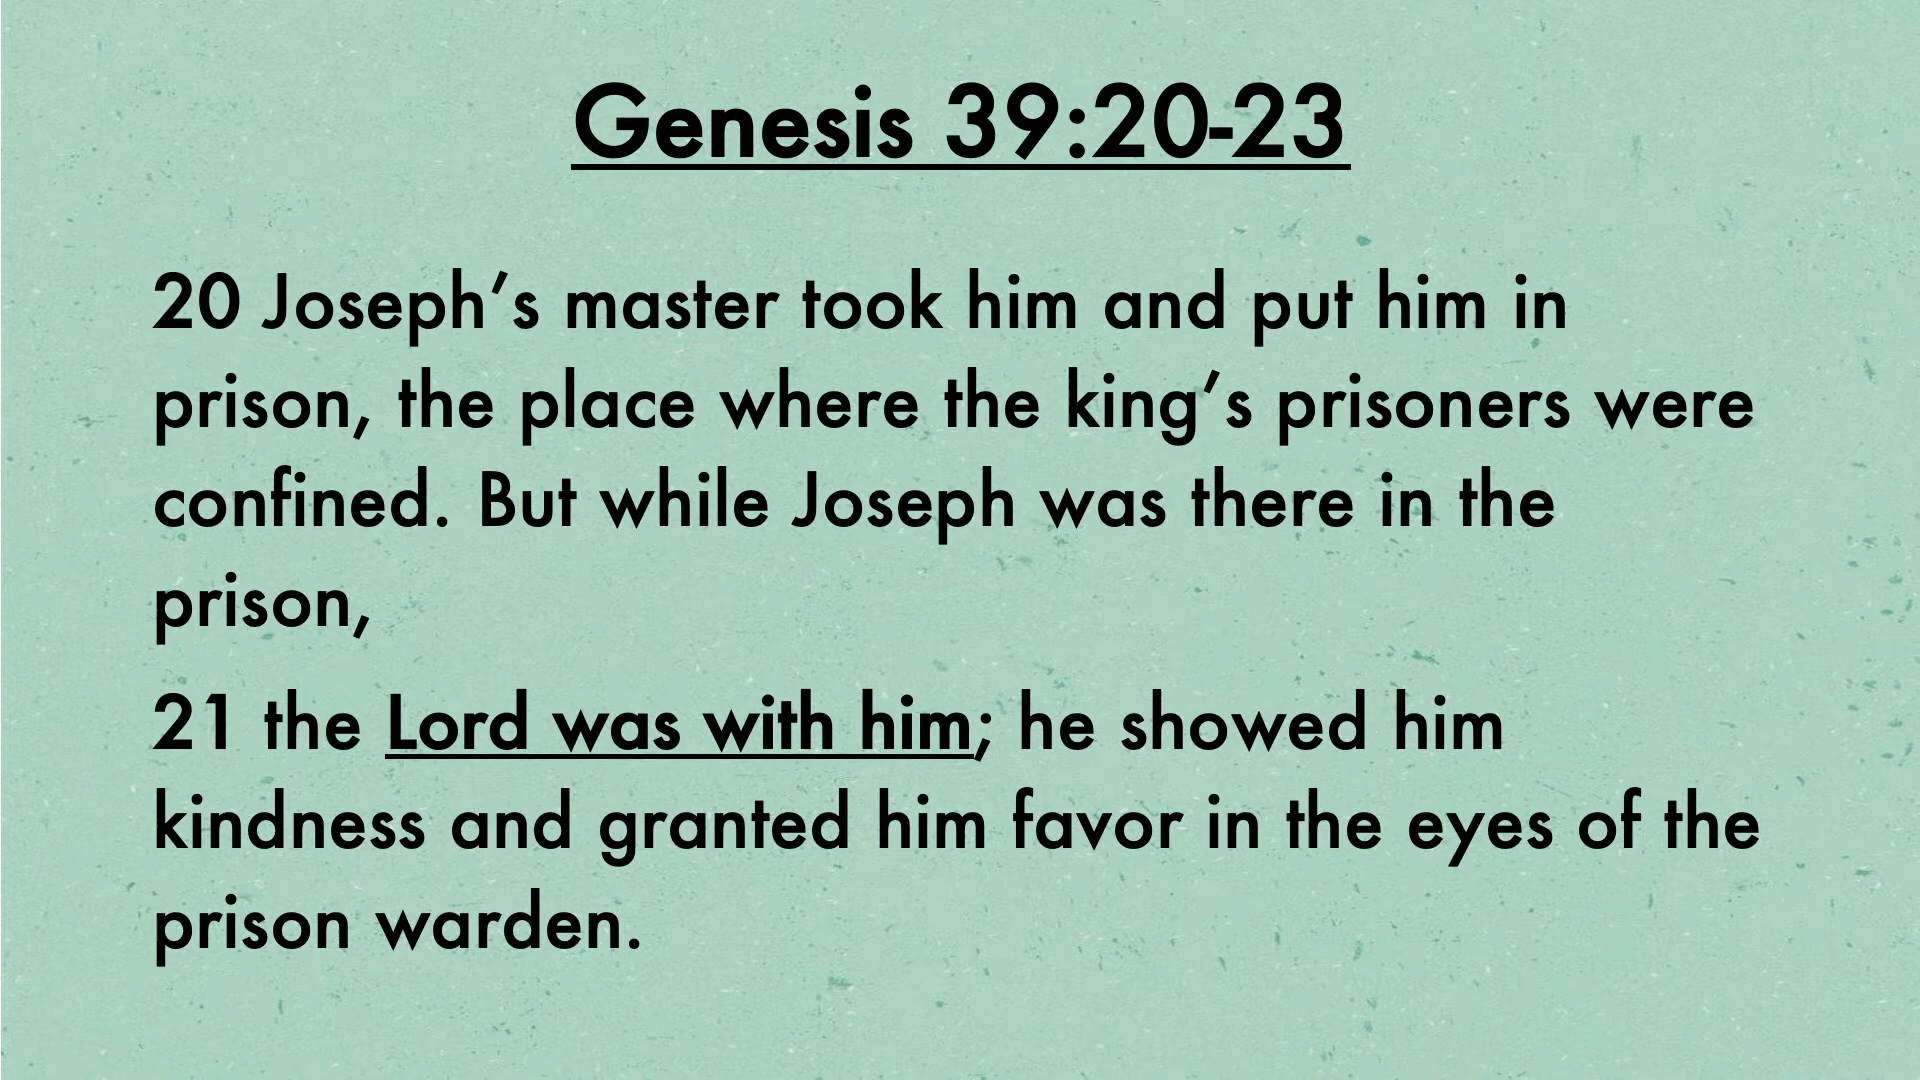 Genesis 39:20-23
20 Joseph’s master took him and put him in
prison, the place where the king’s prisoners were
confined. But while Joseph was there in the
prison,
21 the Lord was with him; he showed him
kindness and granted him favor in the eyes of the
prison warden.